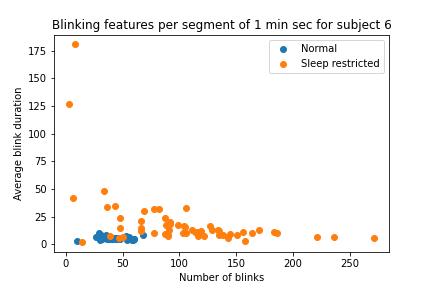 Blinking features per segment of 1 min sec for subject 6
Normal
Sleep restricted
Average blink duration
175
150
125
100
75
50
25
0
0 50 100 150 200 250
Number of blinks